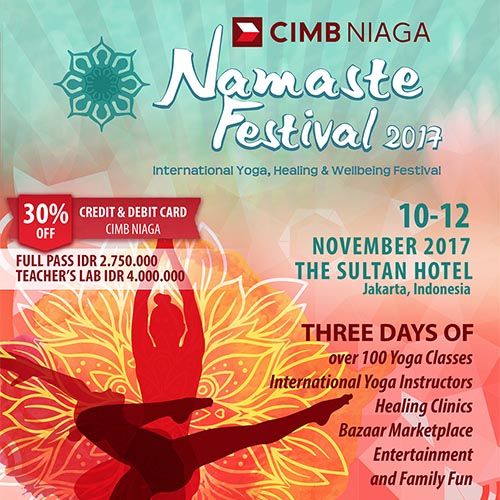 CIMB NIAGA
Namaste
Festival 2017
International Yoga, Healing & Wellbeing Festival
30%
OFF
CREDIT & DEBIT CARD
CIMB NIAGA
FULL PASS IDR 2.750.000
TEACHER'S LAB IDR 4.000.000
10-12
NOVEMBER 2017
THE SULTAN HOTEL
Jakarta, Indonesia
THREE DAYS OF
over 100 Yoga Classes
International Yoga Instructors
Healing Clinics
Bazaar Marketplace
Entertainment
and Family Fun